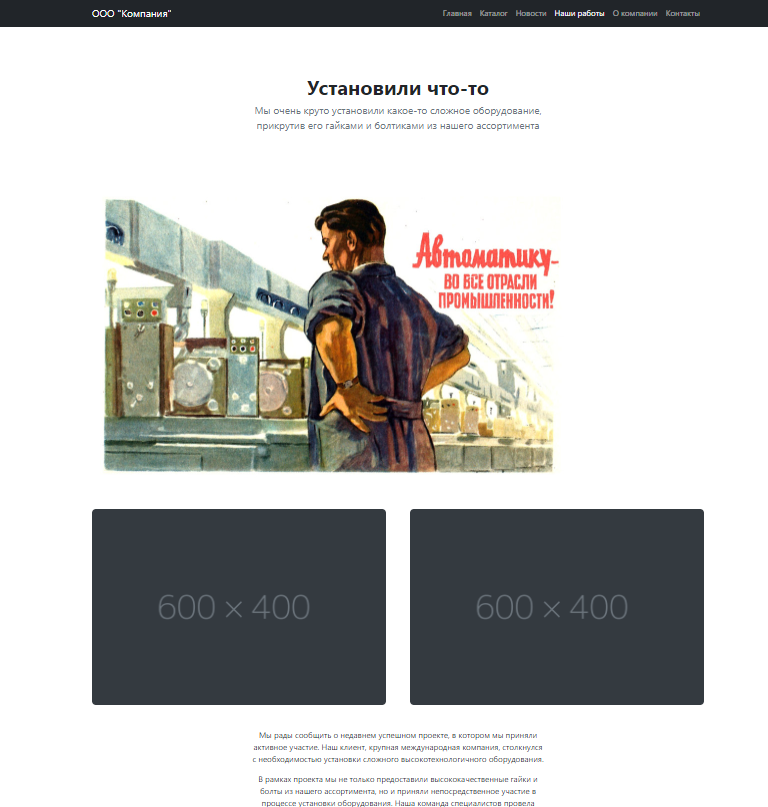 ООО "Компания"
Главная Каталог Новости Наши работы О компании Контакты
Установили что-то
Мы очень круто установили какое-то сложное оборудование,
прикрутив его гайками и болтиками из нашего ассортимента
Автоматику-
ВО ВСЕ ОТРАСЛИ
ПРОМЫШЛЕННОСТИ!
600 × 400
600 × 400
Мы рады сообщить о недавнем успешном проекте, в котором мы приняли
активное участие. Наш клиент, крупная международная компания, столкнулся
с необходимостью установки сложного высокотехнологичного оборудования.
В рамках проекта мы не только предоставили высококачественные гайки и
болты из нашего ассортимента, но и приняли непосредственное участие в
процессе установки оборудования. Наша команда специалистов провела